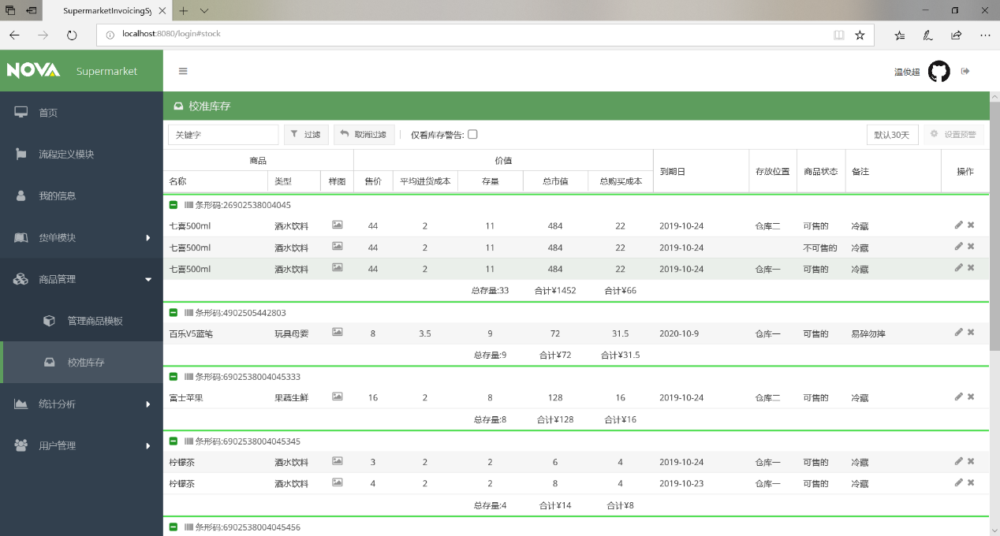 SupermarketInvoicingSy
localhost:8080/login#stock
NOVA Supermarket
温俊超
首页
流程定义模块
我的信息
货单模块
商品管理
管理商品模板
校准库存
统计分析
用户管理
校准库存
关键字 过滤 取消过滤 仅看库存警告: 默认30天 设置预警
商品 价值 到期日 存放位置 商品状态 备注 操作
名称 类型 样图 售价 平均进货成本 存量 总市值 总购买成本
条形码:26902538004045
七喜500ml 酒水饮料 44 2 11 484 22 2019-10-24 仓库二 可售的 冷藏
七喜500ml 酒水饮料 44 2 11 484 22 2019-10-24 不可售的 冷藏
七喜500ml 酒水饮料 44 2 11 484 22 2019-10-24 仓库一 可售的 冷藏
总存量:33 合计¥1452 合计¥66
条形码:4902505442803
百乐V5蓝笔 玩具母婴 8 3.5 9 72 31.5 2020-10-9 仓库一 可售的 易碎勿摔
总存量:9 合计¥72 合计¥31.5
条形码:6902538004045333
富士苹果 果蔬生鲜 16 2 8 128 16 2019-10-24 仓库二 可售的 冷藏
总存量:8 合计¥128 合计¥16
条形码:6902538004045345
柠檬茶 酒水饮料 3 2 2 6 4 2019-10-24 仓库一 可售的 冷藏
柠檬茶 酒水饮料 4 2 2 8 4 2019-10-23 仓库一 可售的 冷藏
总存量:4 合计¥14 合计¥8
条形码:6902538004045456